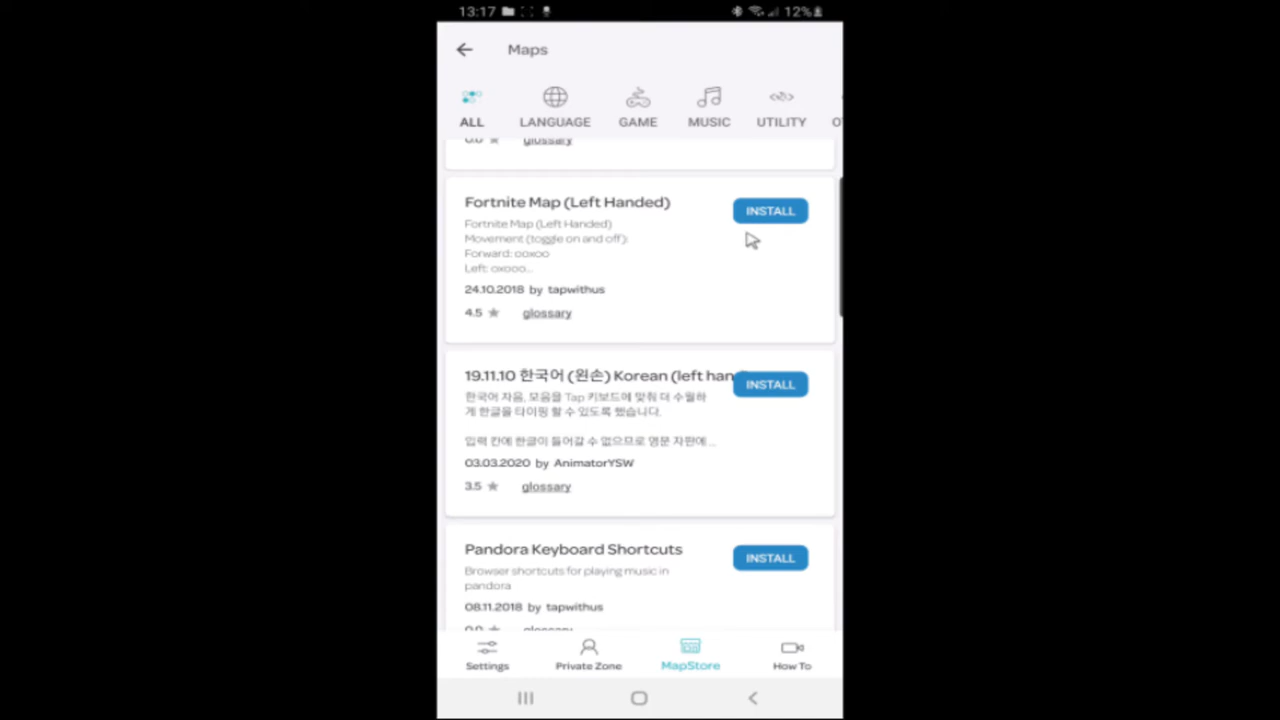 13:17
12%
Maps
ALL
LANGUAGE
GAME
MUSIC
UTILITY
0.0
glossary
Fortnite Map (Left Handed)
INSTALL
Fortnite Map (Left Handed)
Movement (toggle on and off):
Forward: ooxoo
Left: oxooo...
24.10.2018 by tapwithus
4.5 ★ glossary
19.11.10 한국어 (왼손) Korean (left han
INSTALL
한국어 자음, 모음을 Tap 키보드에 맞춰 더 수월하
게 한글을 타이핑 할 수 있도록 했습니다.
입력 칸에 한글이 들어갈 수 없으므로 영문 자판에 ...
03.03.2020 by AnimatorYSW
3.5 ★ glossary
Pandora Keyboard Shortcuts
INSTALL
Browser shortcuts for playing music in
pandora
08.11.2018 by tapwithus
0.0 ★ glossary
Settings
Private Zone
MapStore
How To